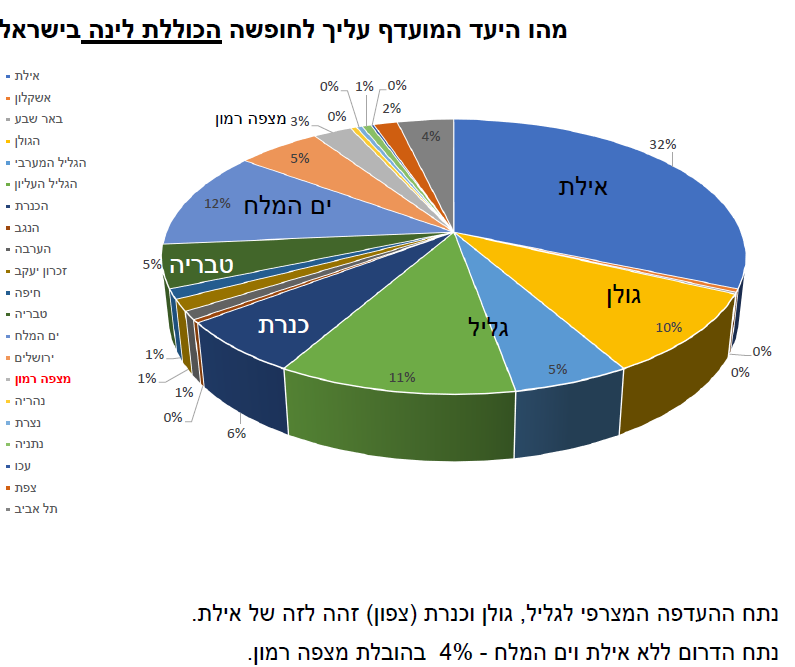 מהו היעד המועדף עליך לחופשה הכוללת לינה בישראל
אילת
אשקלון
באר שבע
הגולן
הגליל המערבי
הגליל העליון
הכנרת
הנגב
הערבה
זכרון יעקב
חיפה
טבריה
ים המלח
ירושלים
מצפה רמון
נהריה
נצרת
נתניה
עכו
צפת
תל אביב
0% 1% 0%
מצפה רמון 3% 0% 2%
4%
32%
5%
אילת
12% ים המלח
5% טבריה
גולן
כנרת
גליל
10%
1%
0%
5%
0%
11%
1%
1%
0%
6%
נתח ההעדפה המצרפי לגליל, גולן וכנרת (צפון) זהה לזה של אילת.
נתח הדרום ללא אילת וים המלח - 4% בהובלת מצפה רמון.